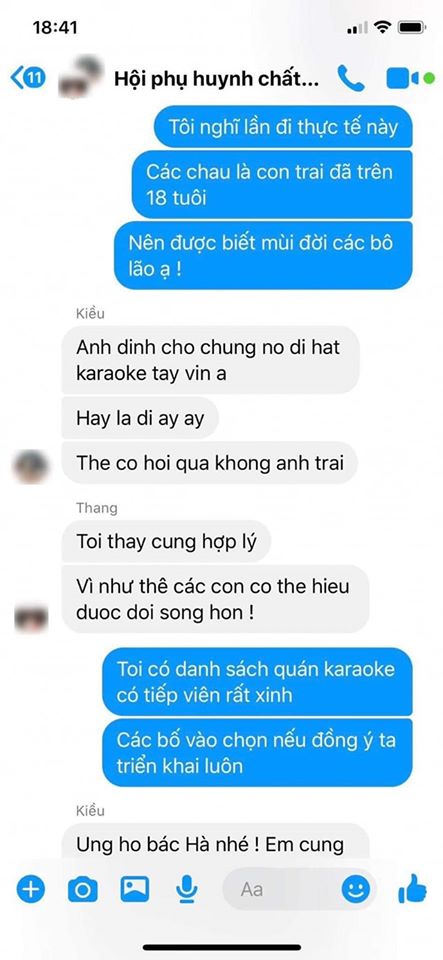 18:41
11
Hội phụ huynh chất...
Tôi nghĩ lần đi thực tế này
Các chau là con trai đã trên
18 tuôi
Nên được biết mùi đời các bô
lão ạ !
Kiều
Anh dinh cho chung no di hat
karaoke tay vin a
Hay la di ay ay
The co hoi qua khong anh trai
Thang
Toi thay cung hợp lý
Vì như thê các con co the hieu
duoc doi song hon !
Toi có danh sách quán karaoke
có tiếp viên rất xinh
Các bố vào chọn nếu đồng ý ta
triển khai luôn
Kiều
Ung ho bác Hà nhé ! Em cung
Aa